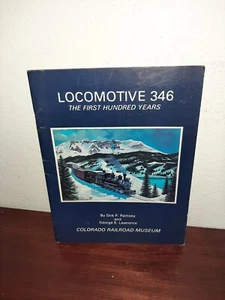 LOCOMOTIVE 346
THE FIRST HUNDRED YEARS
By Dirk P. Ramsey
and
George E. Lawrence
COLORADO RAILROAD MUSEUM